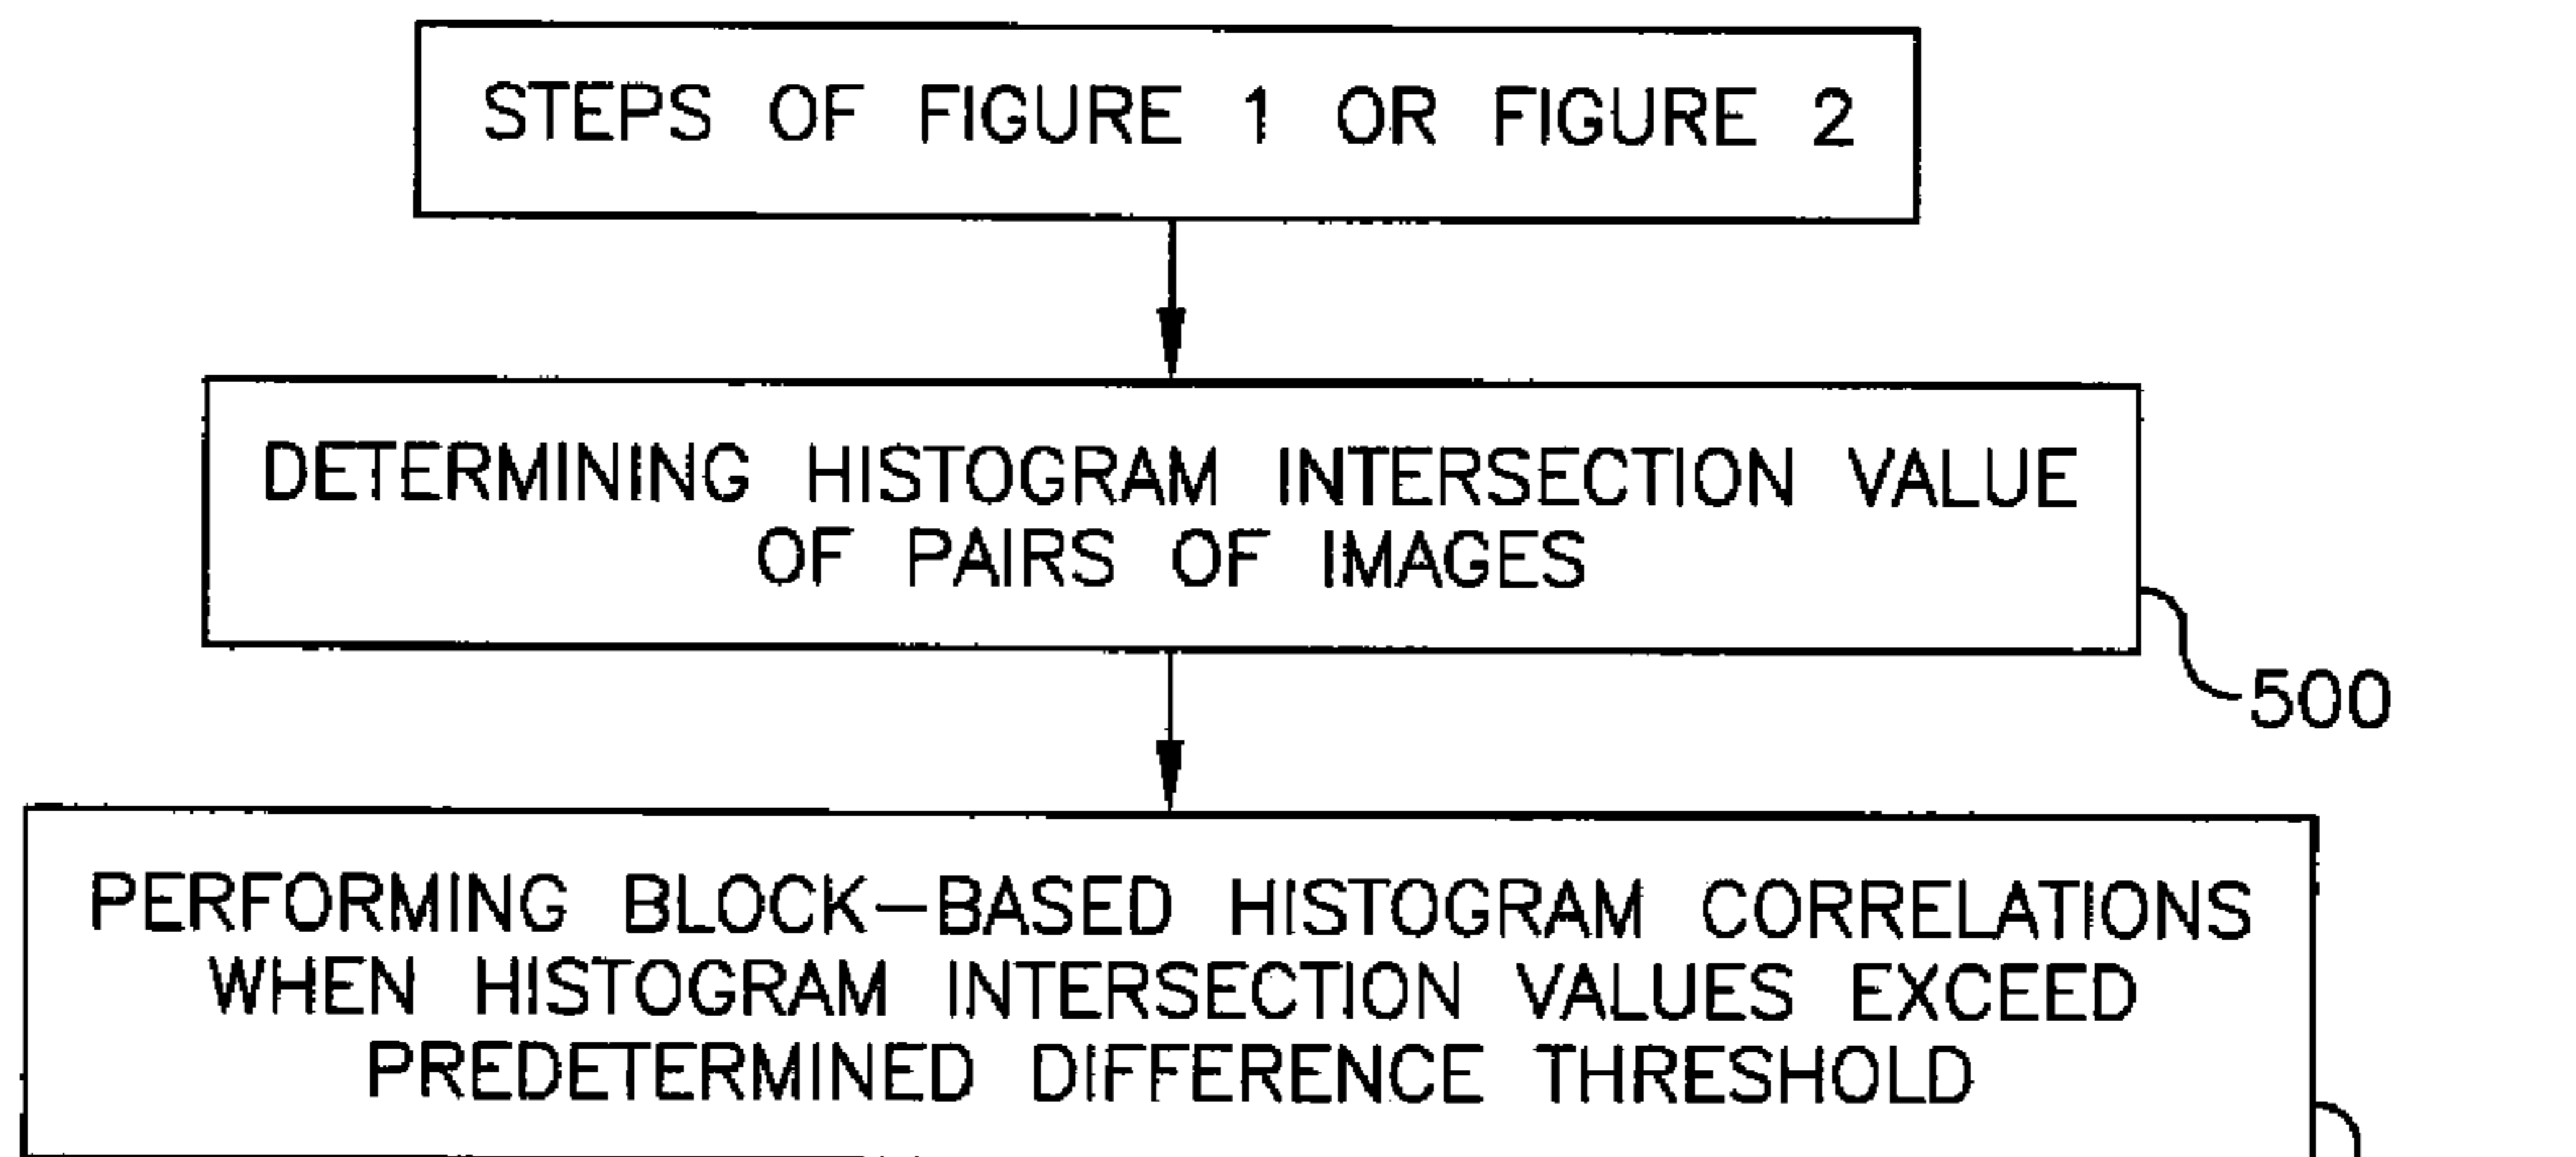 STEPS OF FIGURE 1 OR FIGURE 2
DETERMINING HISTOGRAM INTERSECTION VALUE
OF PAIRS OF IMAGES
500
PERFORMING BLOCK-BASED HISTOGRAM CORRELATIONS
WHEN HISTOGRAM INTERSECTION VALUES EXCEED
PREDETERMINED DIFFERENCE THRESHOLD